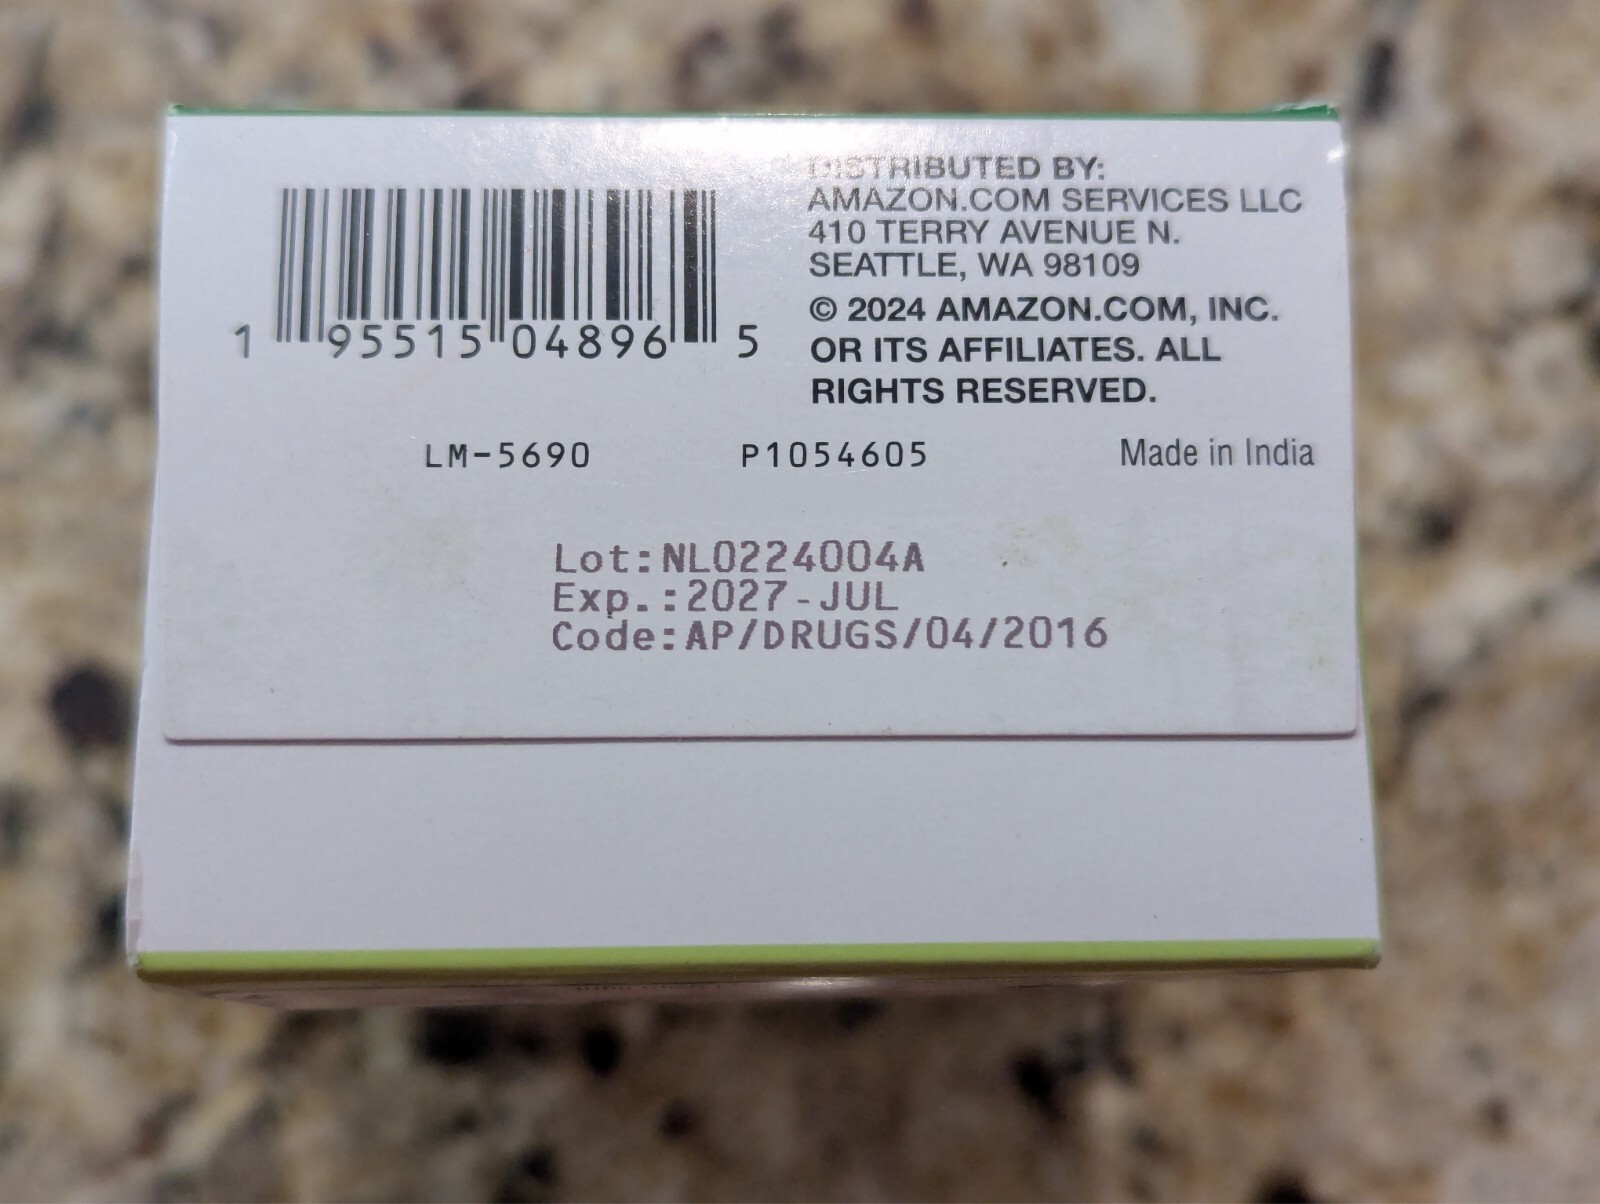 DISTRIBUTED BY:
AMAZON.COM SERVICES LLC
410 TERRY AVENUE N.
SEATTLE, WA 98109
© 2024 AMAZON.COM, INC.
OR ITS AFFILIATES. ALL
RIGHTS RESERVED.
1 95515 04896 5
LM-5690 P1054605 Made in India
Lot:NL0224004A
Exp.:2027-JUL
Code:AP/DRUGS/04/2016